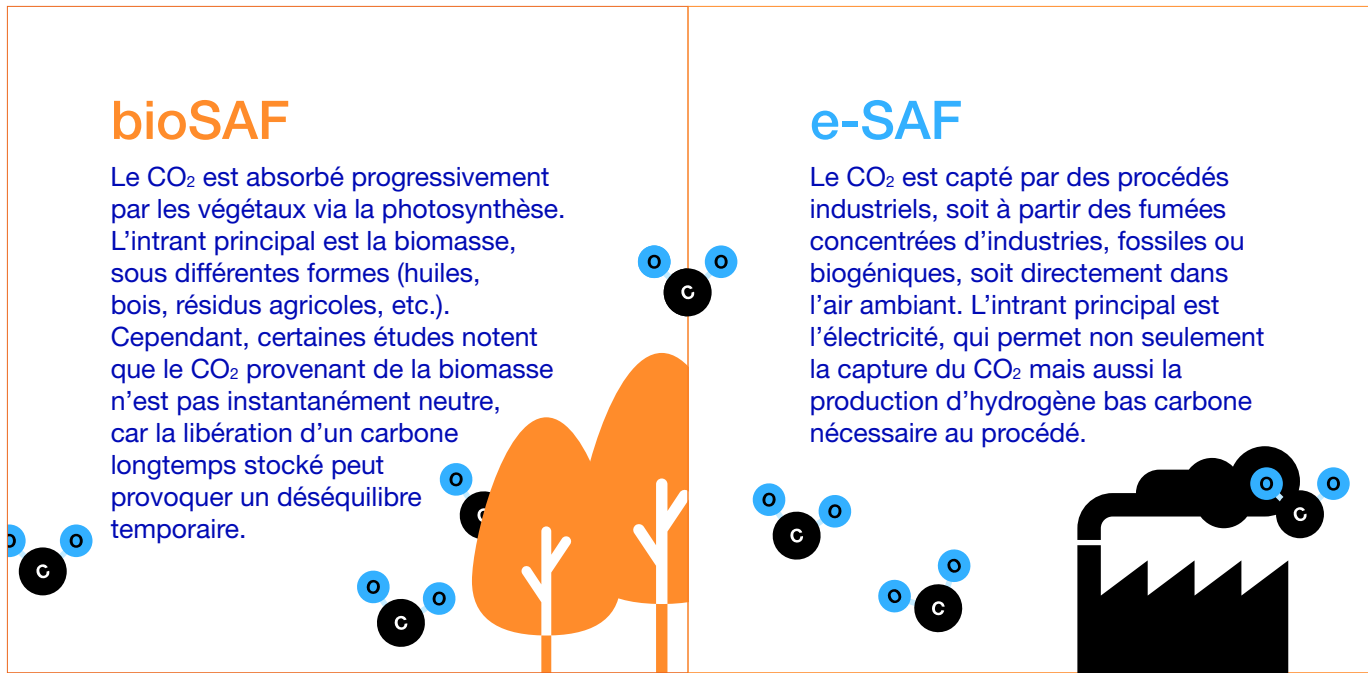 bioSAF
Le CO₂ est absorbé progressivement
par les végétaux via la photosynthèse.
L’intrant principal est la biomasse,
sous différentes formes (huiles,
bois, résidus agricoles, etc.).
Cependant, certaines études notent
que le CO₂ provenant de la biomasse
n’est pas instantanément neutre,
car la libération d’un carbone
longtemps stocké peut
provoquer un déséquilibre
temporaire.
e-SAF
Le CO₂ est capté par des procédés
industriels, soit à partir des fumées
concentrées d’industries, fossiles ou
biogéniques, soit directement dans
l’air ambiant. L’intrant principal est
l’électricité, qui permet non seulement
la capture du CO₂ mais aussi la
production d’hydrogène bas carbone
nécessaire au procédé.
O C O
O C
O C O
O C O
O C O
O C O
O C O